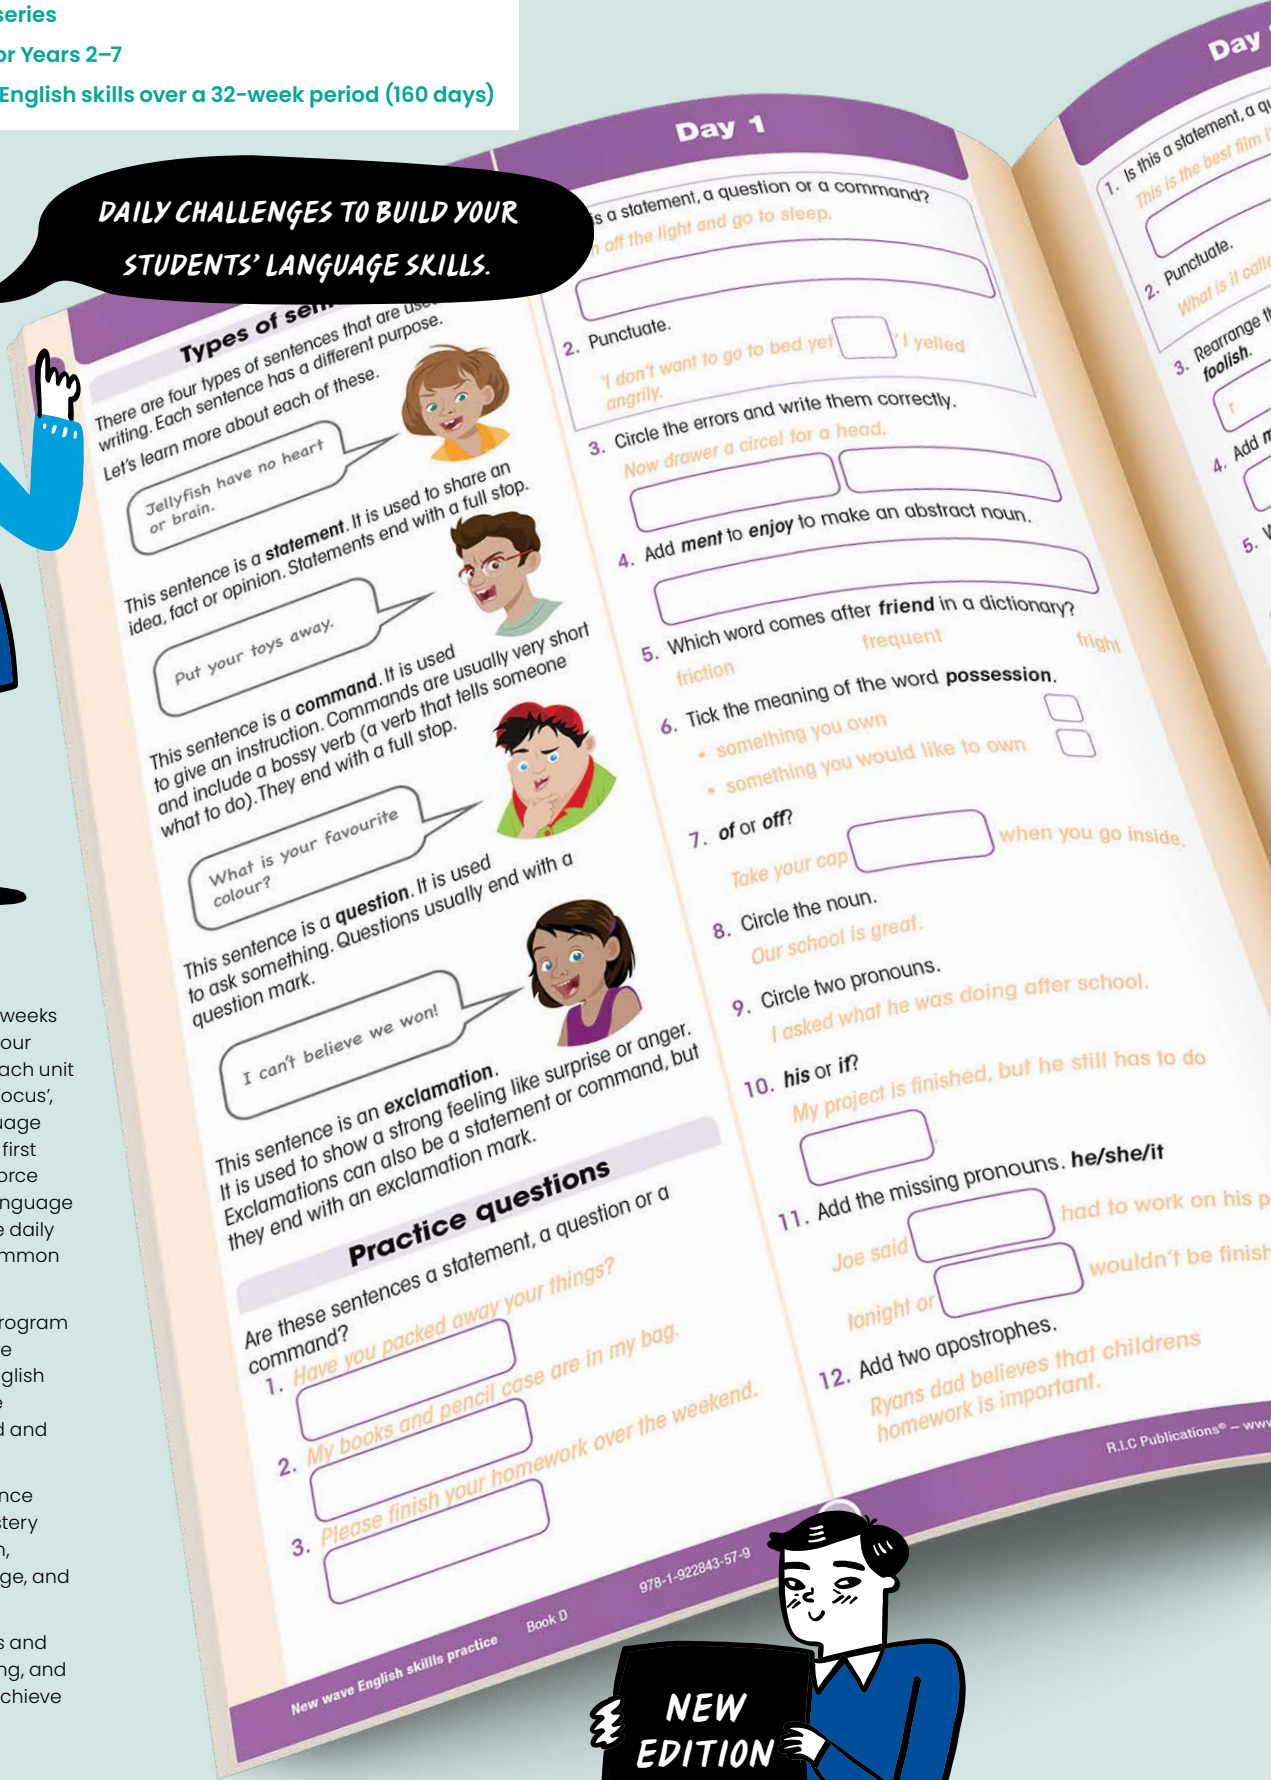 series
or Years 2–7
English skills over a 32-week period (160 days)
DAILY CHALLENGES TO BUILD YOUR
STUDENTS' LANGUAGE SKILLS.
weeks
our
ach unit
ocus',
uage
first
orce
nguage
e daily
mmon
rogram
re
glish
e
d and
nce
stery
n,
ge, and
s and
ng, and
chieve
Types of
There are four types of sentences that are used
writing. Each sentence has a different purpose.
Let's learn more about each of these.
Jellyfish have no heart
or brain.
This sentence is a statement. It is used to share an
idea, fact or opinion. Statements end with a full stop.
Put your toys away.
This sentence is a command. It is used
to give an instruction. Commands are usually very short
and include a bossy verb (a verb that tells someone
what to do). They end with a full stop.
What is your favourite
colour?
This sentence is a question. It is used
to ask something. Questions usually end with a
question mark.
I can't believe we won!
This sentence is an exclamation.
It is used to show a strong feeling like surprise or anger.
Exclamations can also be a statement or command, but
they end with an exclamation mark.
Practice questions
Are these sentences a statement, a question or a
command?
1. Have you packed away your things?
2. My books and pencil case are in my bag.
3. Please finish your homework over the weekend.
New wave English skillls practice Book D 978-1-922843-57-9
Day 1
is a statement, a question or a command?
off the light and go to sleep.
2. Punctuate.
'I don't want to go to bed yet ' I yelled
angrily.
3. Circle the errors and write them correctly.
Now drawer a circel for a head.
4. Add ment to enjoy to make an abstract noun.
5. Which word comes after friend in a dictionary?
friction frequent fright
6. Tick the meaning of the word possession.
• something you own
• something you would like to own
7. of or off?
Take your cap when you go inside.
8. Circle the noun.
Our school is great.
9. Circle two pronouns.
I asked what he was doing after school.
10. his or if?
My project is finished, but he still has to do
.
11. Add the missing pronouns. he/she/it
Joe said had to work on his p
tonight or wouldn't be finish
12. Add two apostrophes.
Ryans dad believes that childrens
homework is important.
R.I.C Publications® – www
Day
1. Is this a statement, a qu
This is the best film I
2. Punctuate.
What is it calle
3. Rearrange th
foolish.
r
4. Add m
5. W
NEW
EDITION